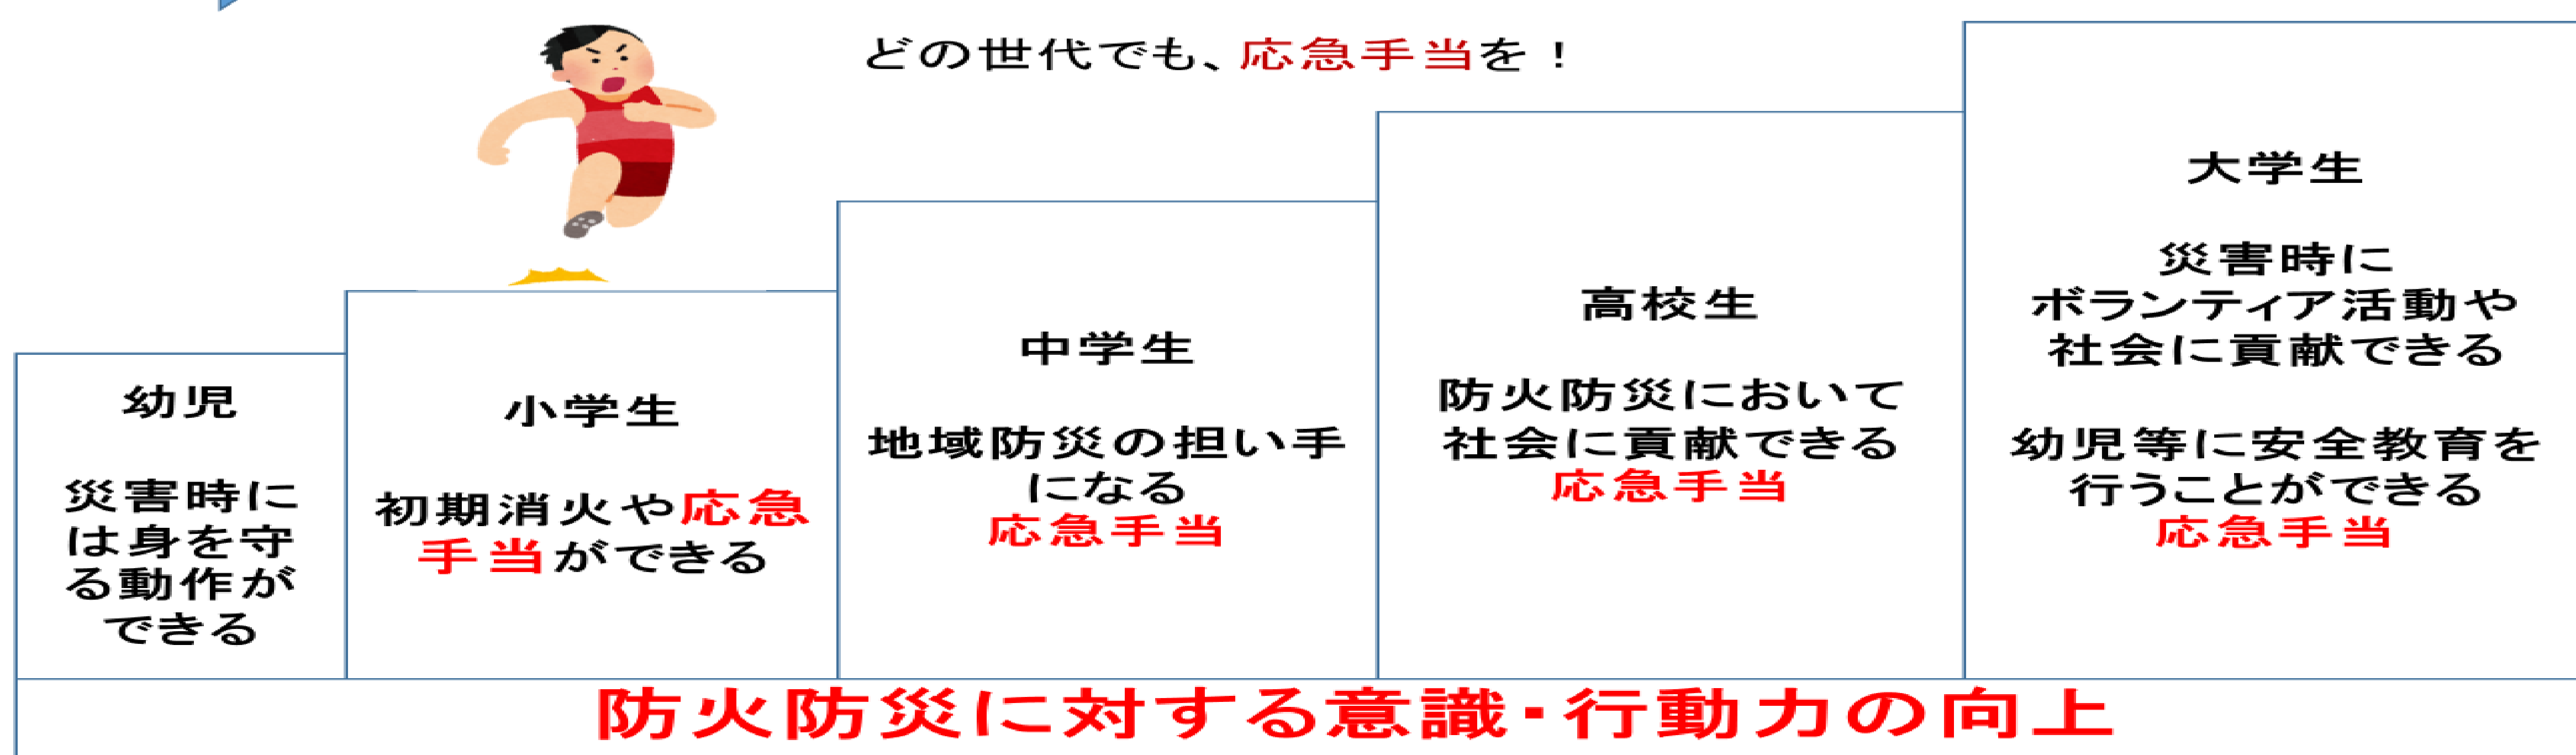 どの世代でも、応急手当を！
幼児
災害時に
は身を守
る動作が
できる
小学生
初期消火や応急
手当ができる
中学生
地域防災の担い手
になる
応急手当
高校生
防火防災において
社会に貢献できる
応急手当
大学生
災害時に
ボランティア活動や
社会に貢献できる
幼児等に安全教育を
行うことができる
応急手当
防火防災に対する意識・行動力の向上